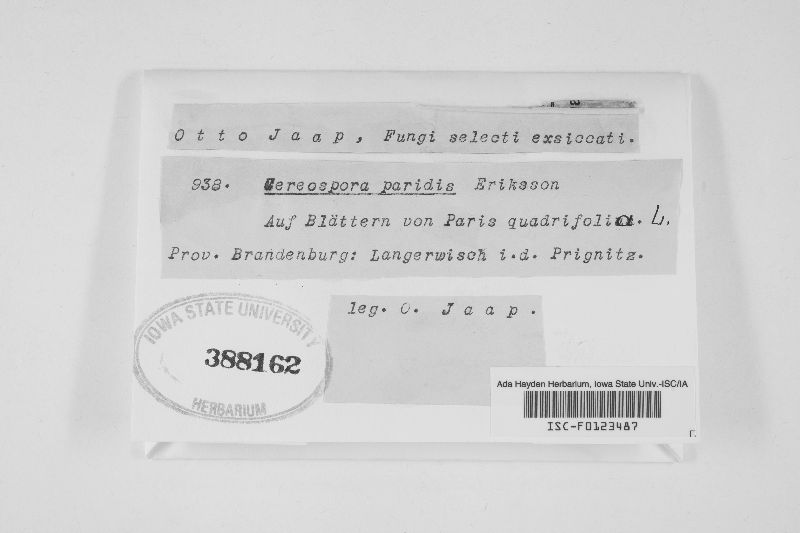 Otto Jaap, Fungi selecti exsiccati.
938. Cereospora paridis Eriksson
Auf Blättern von Paris quadrifolia. L.
Prov. Brandenburg: Langerwisch i.d. Prignitz.
leg. O. Jaap.
IOWA STATE UNIVERSITY
388162
HERBARIUM
Ada Hayden Herbarium, Iowa State Univ.-ISC/IA
ISC-F0123487